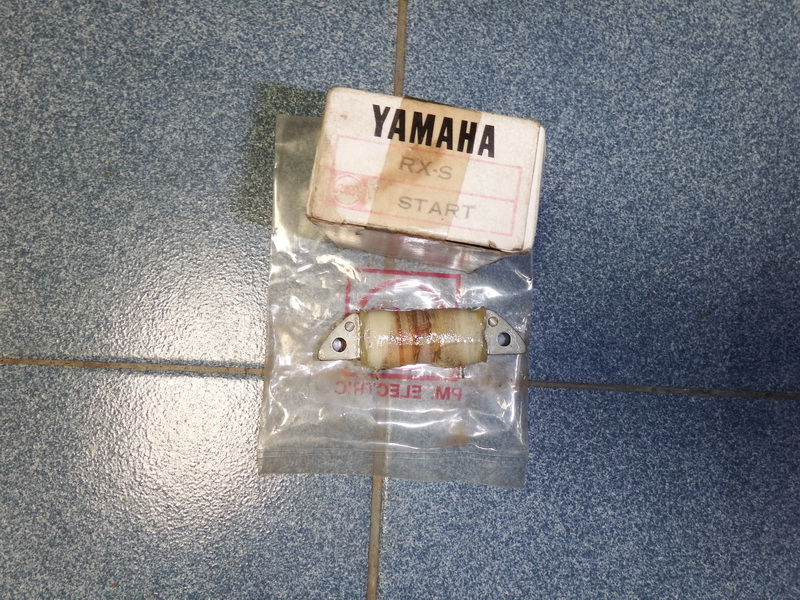 YAMAHA
RX-S
START
PM. ELECTRIC